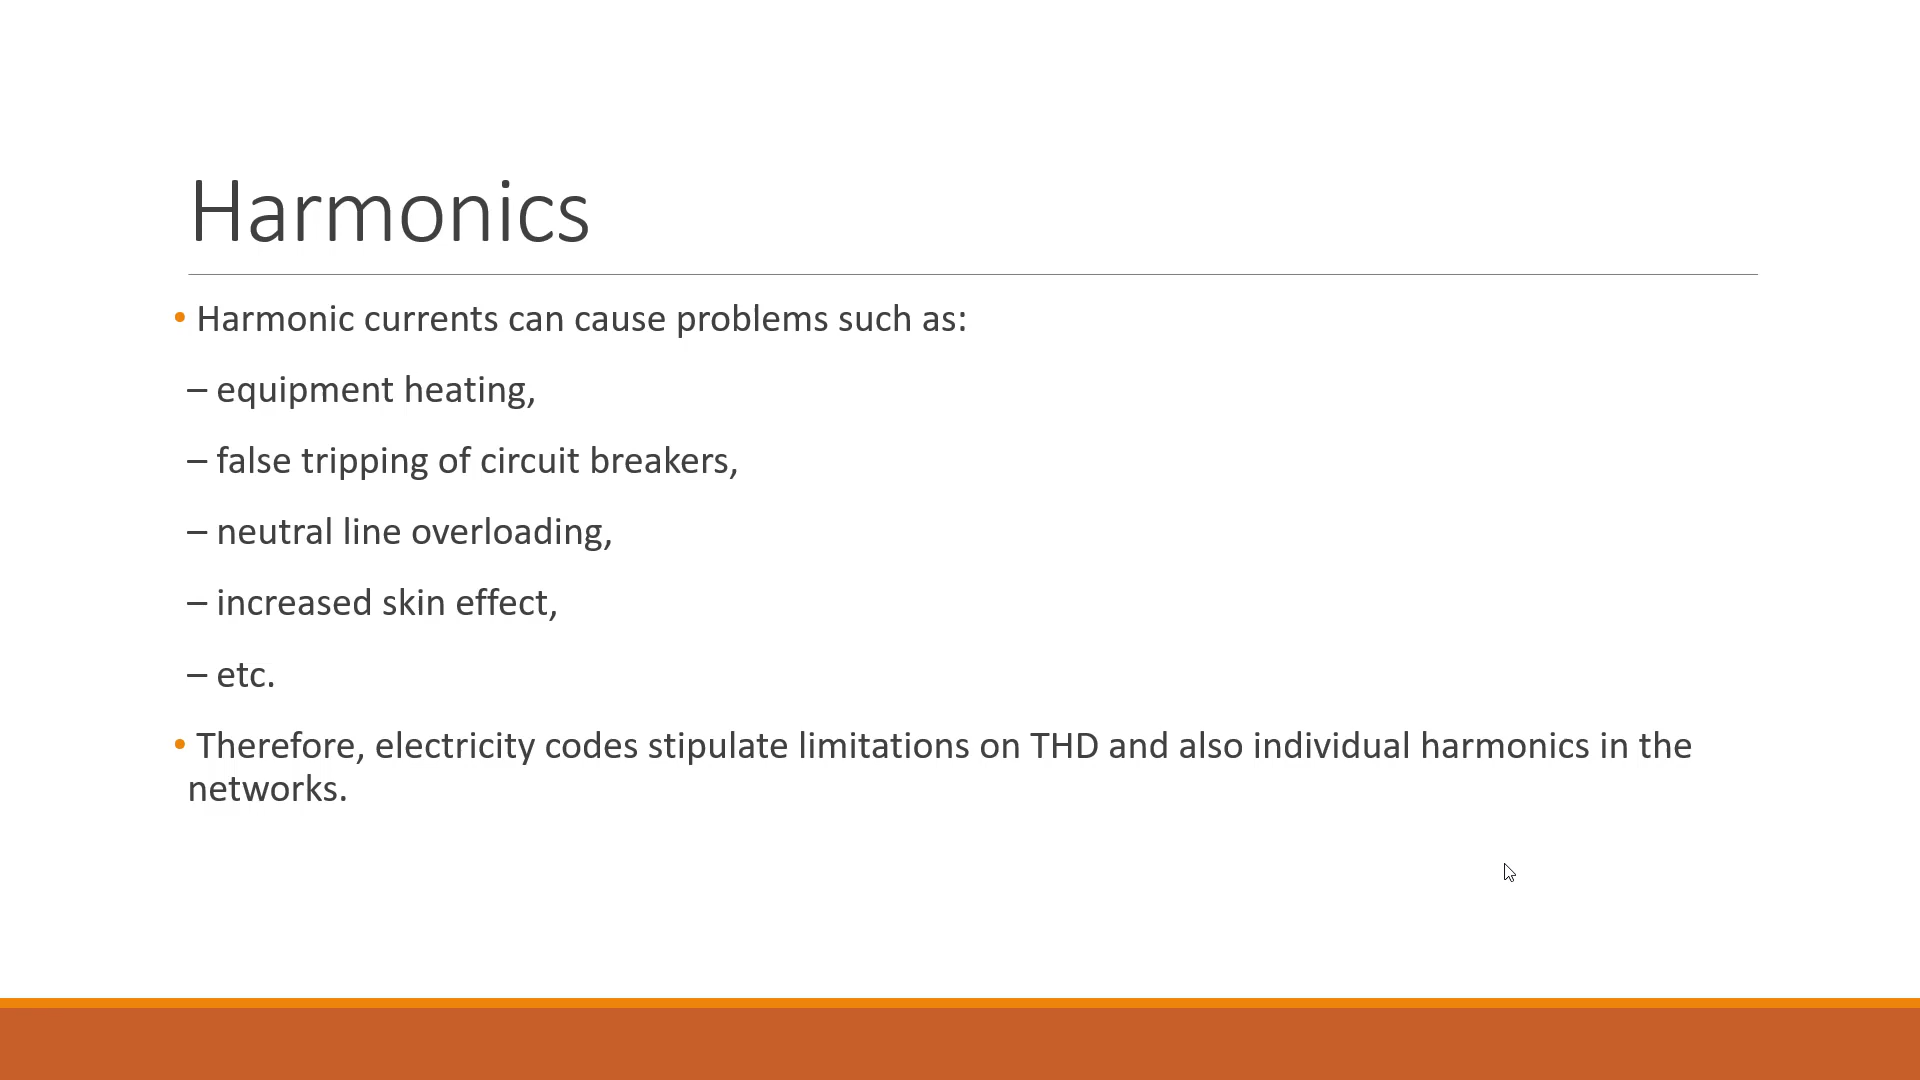 Harmonics
• Harmonic currents can cause problems such as:
– equipment heating,
– false tripping of circuit breakers,
– neutral line overloading,
– increased skin effect,
– etc.
• Therefore, electricity codes stipulate limitations on THD and also individual harmonics in the
networks.